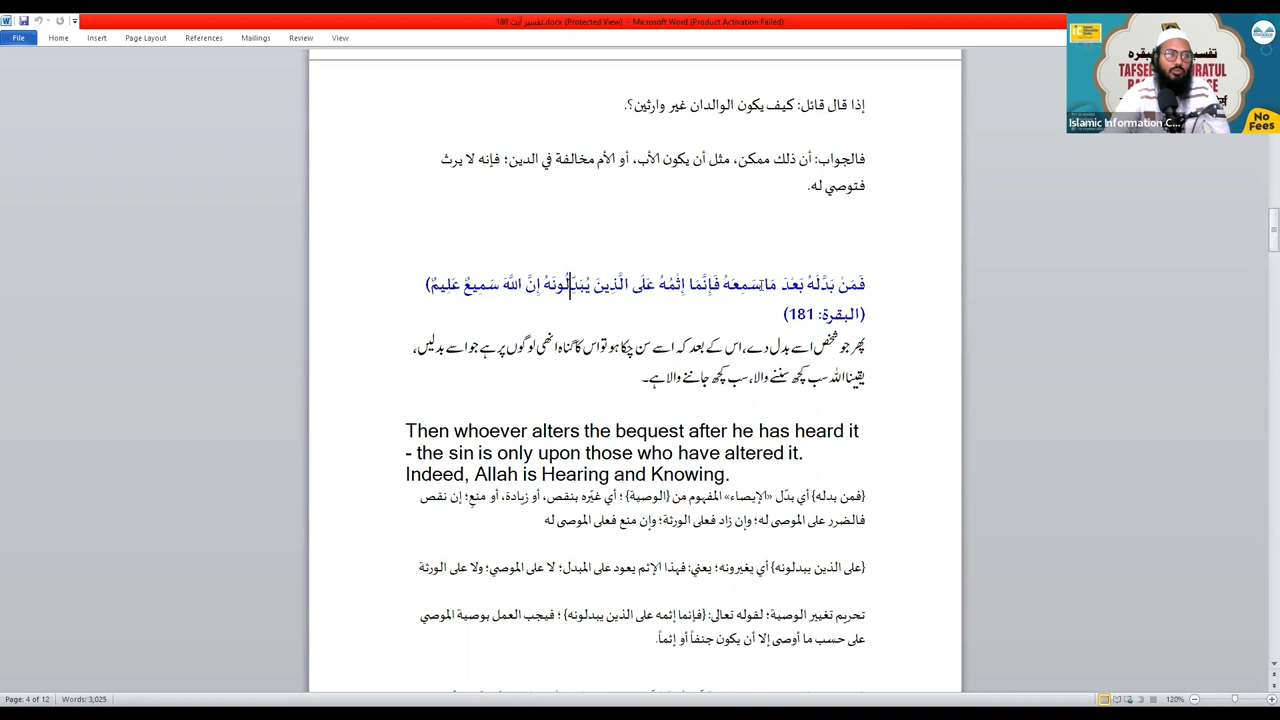 تفسير آيت 180.docx (Protected View) - Microsoft Word (Product Activation Failed)
File Home Insert Page Layout References Mailings Review View
إذا قال قائل: كيف يكون الوالدان غير وارثين؟.
فالجواب: أن ذلك ممكن، مثل أن يكون الأب، أو الأم مخالفة في الدين؛ فإنه لا يرث
فتوصي له.
فَمَنْ بَدَّلَهُ بَعْدَ مَا سَمِعَهُ فَإِنَّمَا إِثْمُهُ عَلَى الَّذِينَ يُبَدِّلُونَهُ إِنَّ اللَّهَ سَمِيعٌ عَلِيمٌ)
(البقرة: 181)
پھر جو شخص اسے بدل دے، اس کے بعد کہ اسے سن چکا ہو تو اس کا گناہ انھی لوگوں پر ہے جو اسے بدلیں،
یقینا اللہ سب کچھ سننے والا، سب کچھ جاننے والا ہے۔
Then whoever alters the bequest after he has heard it
- the sin is only upon those who have altered it.
Indeed, Allah is Hearing and Knowing.
{فمن بدله} أي بدّل «الإيصاء» المفهوم من {الوصية} ؛ أي غيّره بنقص، أو زيادة، أو منعٍ؛ إن نقص
فالضرر على الموصى له؛ وإن زاد فعلى الورثة؛ وإن منع فعلى الموصى له
{على الذين يبدلونه} أي يغيرونه؛ يعني: فهذا الإثم يعود على المبدل؛ لا على الموصي؛ ولا على الورثة
تحريم تغيير الوصية؛ لقوله تعالى: {فإنما إثمه على الذين يبدلونه} ؛ فيجب العمل بوصية الموصي
على حسب ما أوصى إلا أن يكون جنفاً أو إثماً.
Page: 4 of 12 Words: 3,025
120%
تفسير
البقره
Islamic Information C...
No
Fees